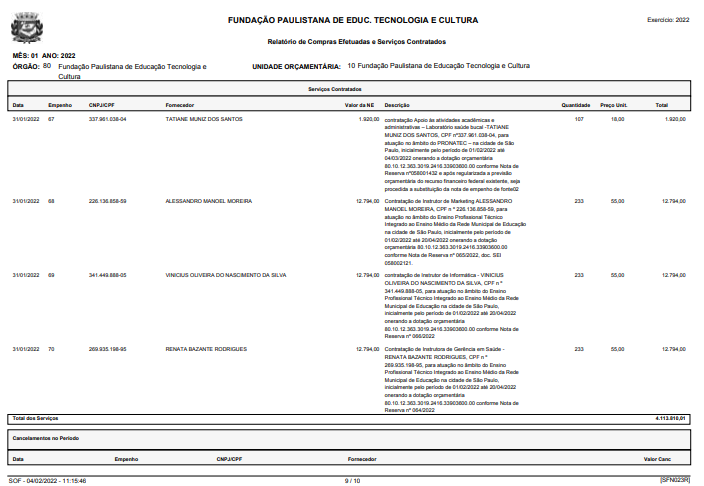 FUNDAÇÃO PAULISTANA DE EDUC. TECNOLOGIA E CULTURA
Exercício: 2022
Relatório de Compras Efetuadas e Serviços Contratados
MÊS: 01 ANO: 2022
ÓRGÃO: 80 Fundação Paulistana de Educação Tecnologia e Cultura
UNIDADE ORÇAMENTÁRIA: 10 Fundação Paulistana de Educação Tecnologia e Cultura
Serviços Contratados
Data Empenho CNPJ/CPF Fornecedor Valor da NE Descrição Quantidade Preço Unit. Total
31/01/2022 67 337.961.038-04 TATIANE MUNIZ DOS SANTOS 1.920,00 contratação Apoio às atividades acadêmicas e 107 18,00 1.920,00
administrativas – Laboratório saúde bucal -TATIANE
MUNIZ DOS SANTOS, CPF nº337.961.038-04, para
atuação no âmbito do PRONATEC – na cidade de São
Paulo, inicialmente pelo período de 01/02/2022 até
04/03/2022 onerando a dotação orçamentária
80.10.12.363.3019.2416.33903600.00 conforme Nota de
Reserva nº058001432 e após regularizada a previsão
orçamentária do recurso financeiro federal existente, seja
procedida a substituição da nota de empenho de fonte02
31/01/2022 68 226.136.858-59 ALESSANDRO MANOEL MOREIRA 12.794,00 Contratação de Instrutor de Marketing ALESSANDRO 233 55,00 12.794,00
MANOEL MOREIRA, CPF n º 226.136.858-59, para
atuação no âmbito do Ensino Profissional Técnico
Integrado ao Ensino Médio da Rede Municipal de Educação
na cidade de São Paulo, inicialmente pelo período de
01/02/2022 até 20/04/2022 onerando a dotação
orçamentária 80.10.12.363.3019.2416.33903600.00
conforme Nota de Reserva nº 065/2022, doc. SEI
058002121.
31/01/2022 69 341.449.888-05 VINICIUS OLIVEIRA DO NASCIMENTO DA SILVA 12.794,00 contratação de Instrutor de Informática - VINICIUS 233 55,00 12.794,00
OLIVEIRA DO NASCIMENTO DA SILVA, CPF n º
341.449.888-05, para atuação no âmbito do Ensino
Profissional Técnico Integrado ao Ensino Médio da Rede
Municipal de Educação na cidade de São Paulo,
inicialmente pelo período de 01/02/2022 até 20/04/2022
onerando a dotação orçamentária
80.10.12.363.3019.2416.33903600.00 conforme Nota de
Reserva nº 066/2022
31/01/2022 70 269.935.198-95 RENATA BAZANTE RODRIGUES 12.794,00 Contratação de Instrutora de Gerência em Saúde - 233 55,00 12.794,00
RENATA BAZANTE RODRIGUES, CPF n º
269.935.198-95, para atuação no âmbito do Ensino
Profissional Técnico Integrado ao Ensino Médio da Rede
Municipal de Educação na cidade de São Paulo,
inicialmente pelo período de 01/02/2022 até 20/04/2022
onerando a dotação orçamentária
80.10.12.363.3019.2416.33903600.00 conforme Nota de
Reserva nº 064/2022
Total dos Serviços 4.113.816,01
Cancelamentos no Período
Data Empenho CNPJ/CPF Fornecedor Valor Canc
SOF - 04/02/2022 - 11:15:46 9 / 10 [SFN023R]